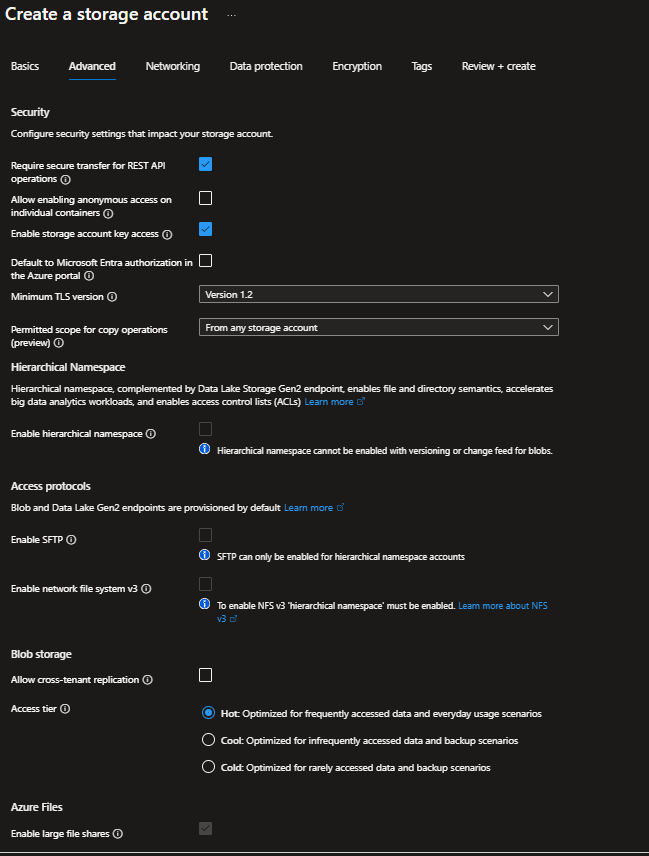 Create a storage account ...
Basics Advanced Networking Data protection Encryption Tags Review + create
Security
Configure security settings that impact your storage account.
Require secure transfer for REST API
operations
Allow enabling anonymous access on
individual containers
Enable storage account key access
Default to Microsoft Entra authorization in
the Azure portal
Minimum TLS version
Version 1.2
Permitted scope for copy operations
(preview)
From any storage account
Hierarchical Namespace
Hierarchical namespace, complemented by Data Lake Storage Gen2 endpoint, enables file and directory semantics, accelerates
big data analytics workloads, and enables access control lists (ACLs) Learn more
Enable hierarchical namespace
Hierarchical namespace cannot be enabled with versioning or change feed for blobs.
Access protocols
Blob and Data Lake Gen2 endpoints are provisioned by default Learn more
Enable SFTP
SFTP can only be enabled for hierarchical namespace accounts
Enable network file system v3
To enable NFS v3 'hierarchical namespace' must be enabled. Learn more about NFS
v3
Blob storage
Allow cross-tenant replication
Access tier
Hot: Optimized for frequently accessed data and everyday usage scenarios
Cool: Optimized for infrequently accessed data and backup scenarios
Cold: Optimized for rarely accessed data and backup scenarios
Azure Files
Enable large file shares